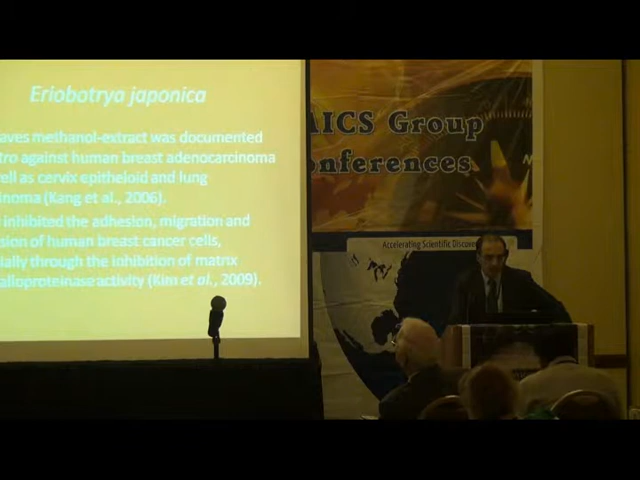 Eriobotrya japonica
aves methanol-extract was documented
tro against human breast adenocarcinoma
ell as cervix epitheloid and lung
inoma (Kang et al., 2006).
inhibited the adhesion, migration and
sion of human breast cancer cells,
ially through the inhibition of matrix
alloproteinase activity (Kim et al., 2009).
AICS Group
onferences
Accelerating Scientific Discove